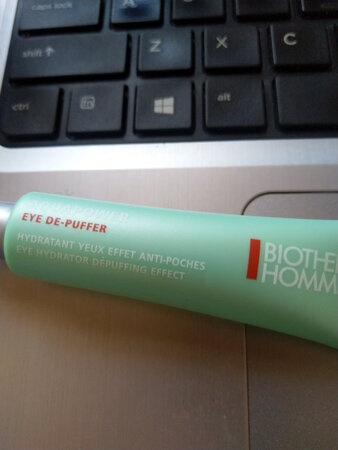 caps lock
A
shift
Z
X
C
ctrl
fn
alt
AQUAPOWER
EYE DE-PUFFER
HYDRATANT YEUX EFFET ANTI-POCHES
EYE HYDRATOR DEPUFFING EFFECT
BIOTHE
HOMM